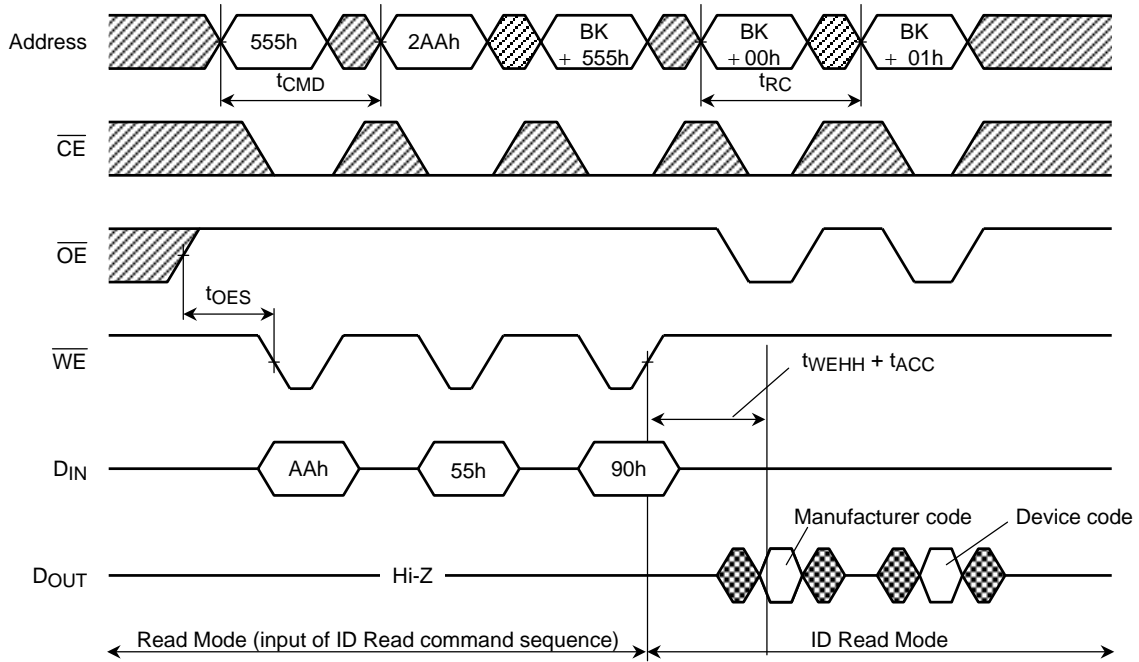 Address 555h 2AAh BK BK BK
+ 555h +00h + 01h
tCMD tRC
CE
OE
tOES
WE
tWEHH + tACC
DIN AAh 55h 90h
Manufacturer code Device code
DOUT Hi-Z
Read Mode (input of ID Read command sequence) ID Read Mode